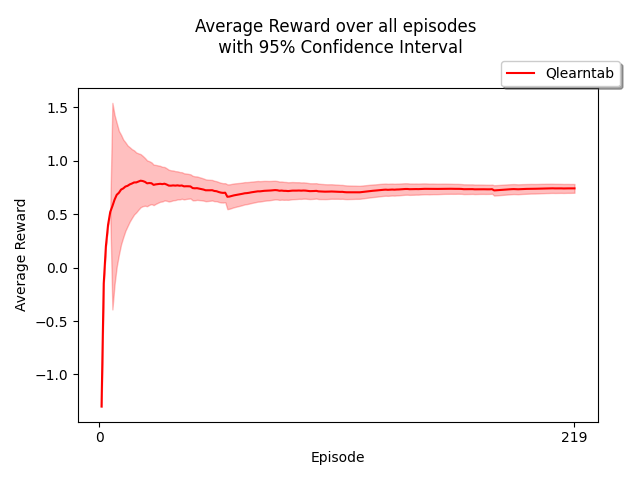 Average Reward over all episodes
with 95% Confidence Interval
Qlearntab
1.5
1.0
0.5
0.0
−0.5
−1.0
Average Reward
0
219
Episode